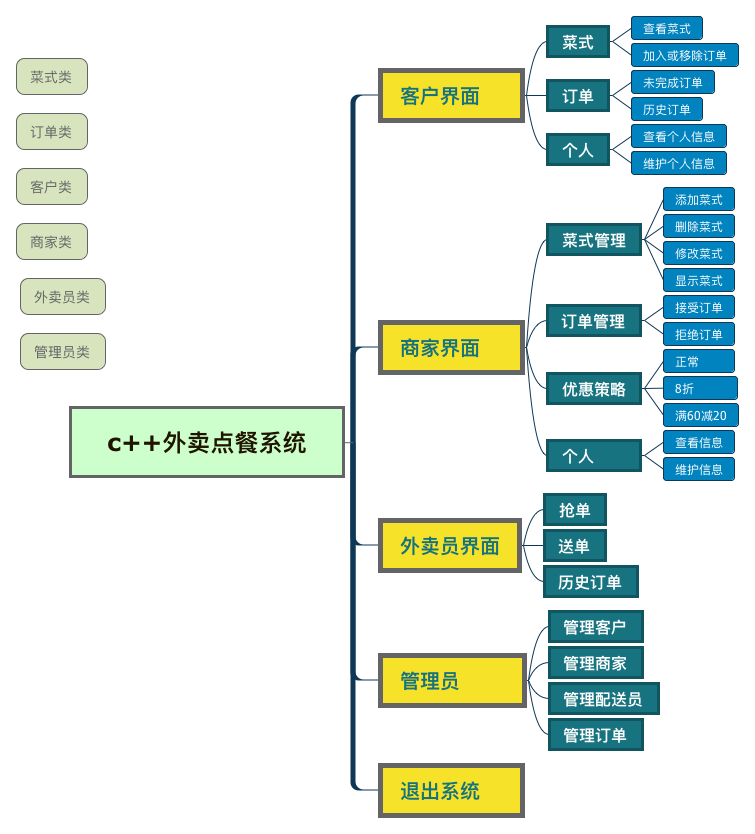 菜式类
订单类
客户类
商家类
外卖员类
管理员类
c++外卖点餐系统
客户界面
菜式
查看菜式
加入或移除订单
订单
未完成订单
历史订单
个人
查看个人信息
维护个人信息
商家界面
菜式管理
添加菜式
删除菜式
修改菜式
显示菜式
订单管理
接受订单
拒绝订单
优惠策略
正常
8折
满60减20
个人
查看信息
维护信息
外卖员界面
抢单
送单
历史订单
管理员
管理客户
管理商家
管理配送员
管理订单
退出系统